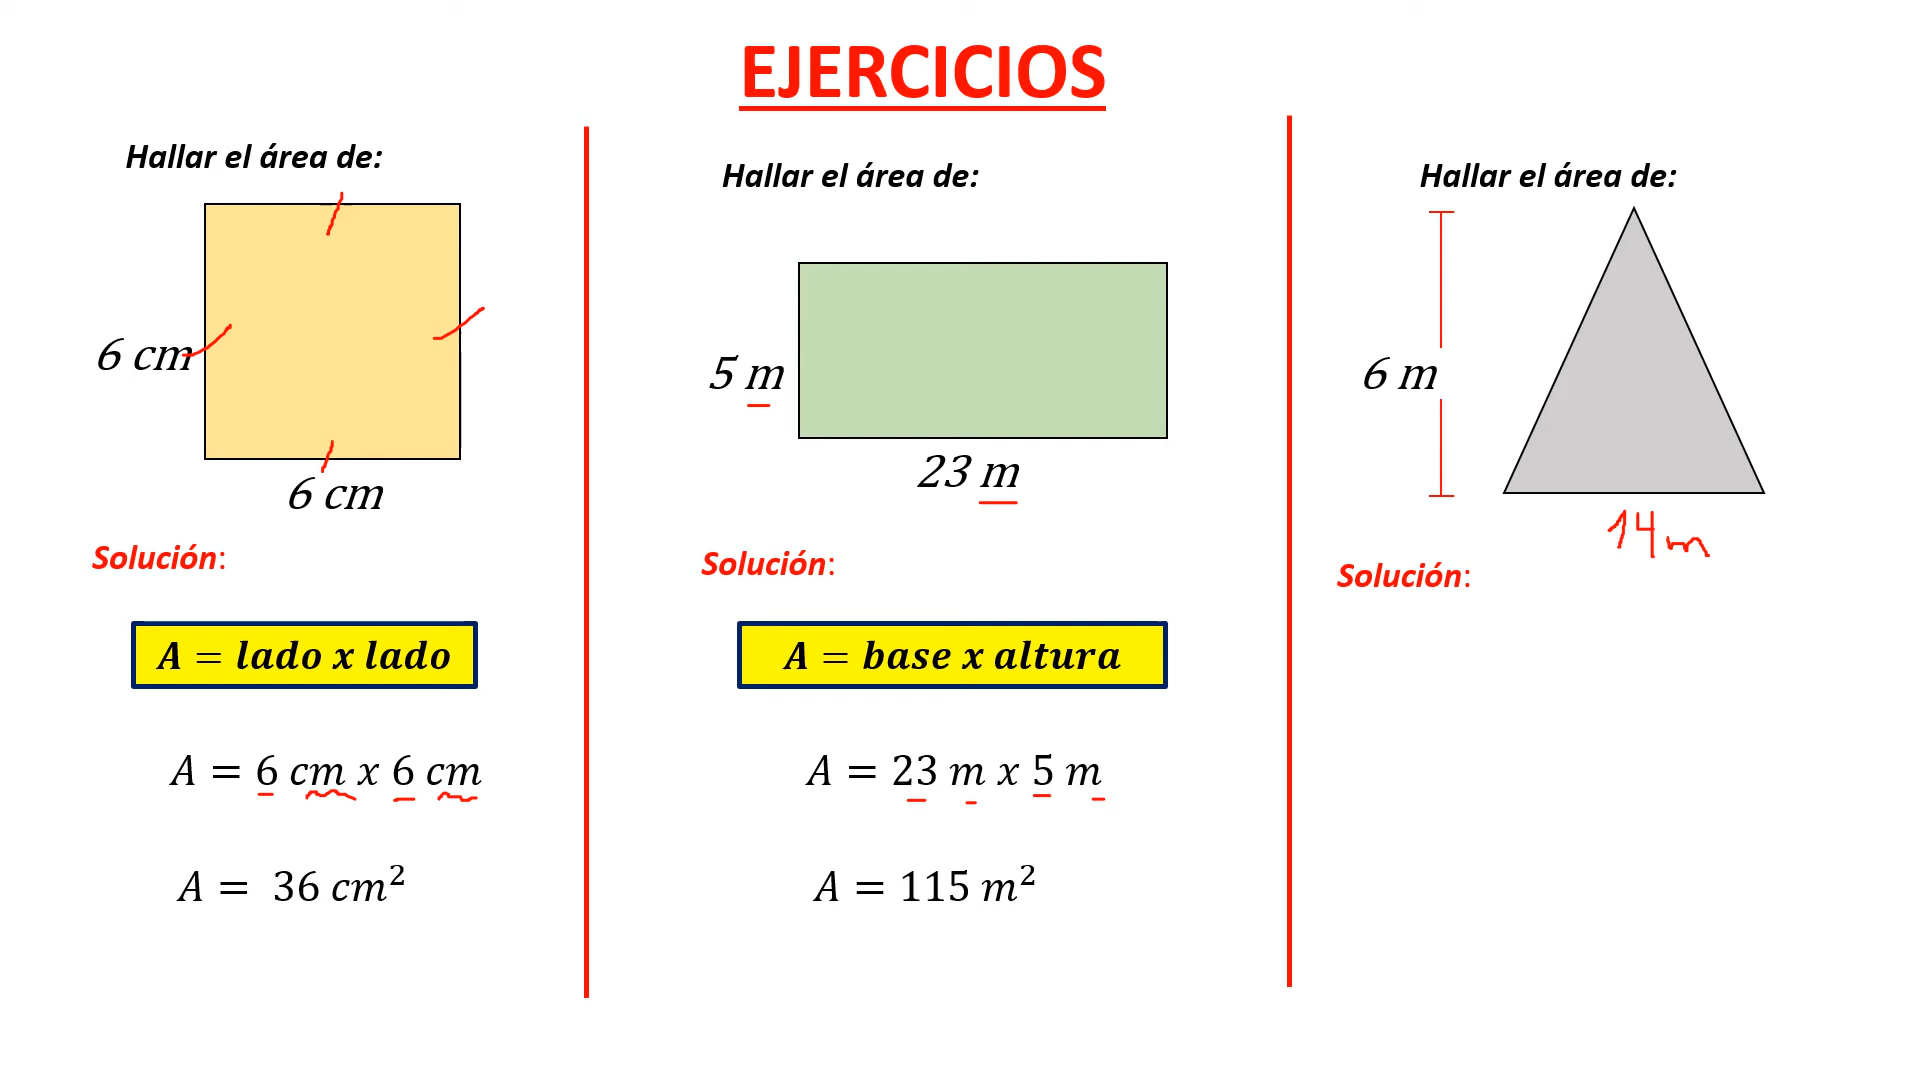 EJERCICIOS
Hallar el área de:
6 cm
6 cm
Solución:
A = lado x lado
A = 6 cm x 6 cm
A = 36 cm²
Hallar el área de:
5 m
23 m
Solución:
A = base x altura
A = 23 m x 5 m
A = 115 m²
Hallar el área de:
6 m
14 m
Solución: